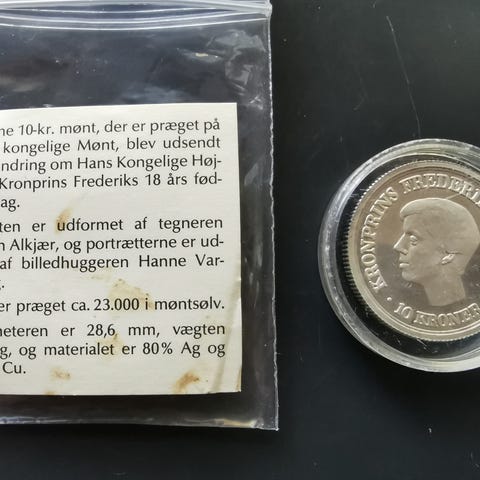 ne 10-kr. mønt, der er præget på
kongelige Mønt, blev udsendt
ndring om Hans Kongelige Høj-
Kronprins Frederiks 18 års fød-
ag.
ten er udformet af tegneren
n Alkjær, og portrætterne er ud-
af billedhuggeren Hanne Var-
g.
er præget ca. 23.000 i møntsølv.
neteren er 28,6 mm, vægten
g, og materialet er 80% Ag og
Cu.
KRONPRINS FREDERI
10 KRONER